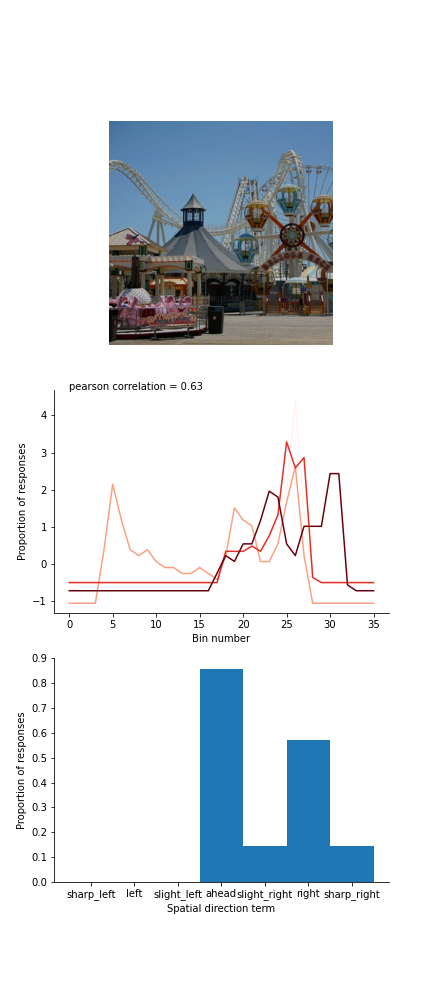 pearson correlation = 0.63
4
3
2
1
0
−1
Proportion of responses
0 5 10 15 20 25 30 35
Bin number
0.9
0.8
0.7
0.6
0.5
0.4
0.3
0.2
0.1
0.0
Proportion of responses
sharp_left left slight_left ahead slight_right right sharp_right
Spatial direction term